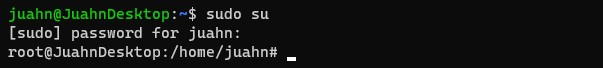 juahn@JuahnDesktop:~$ sudo su
[sudo] password for juahn:
root@JuahnDesktop:/home/juahn#